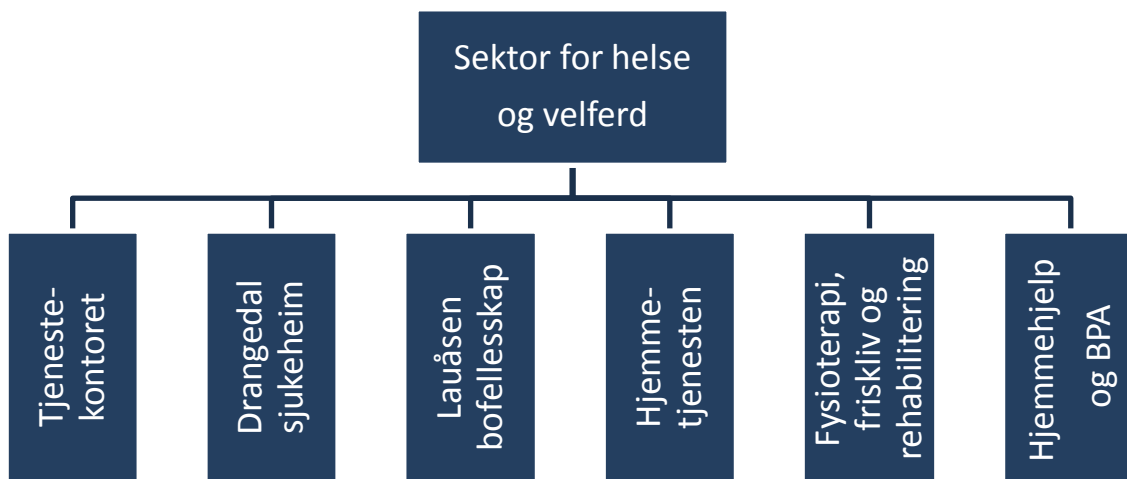 Sektor for helse
og velferd
Tjeneste-
kontoret
Drangedal
sjukeheim
Lauåsen
bofellesskap
Hjemme-
tjenesten
Fysioterapi,
friskliv og
rehabilitering
Hjemmehjelp
og BPA